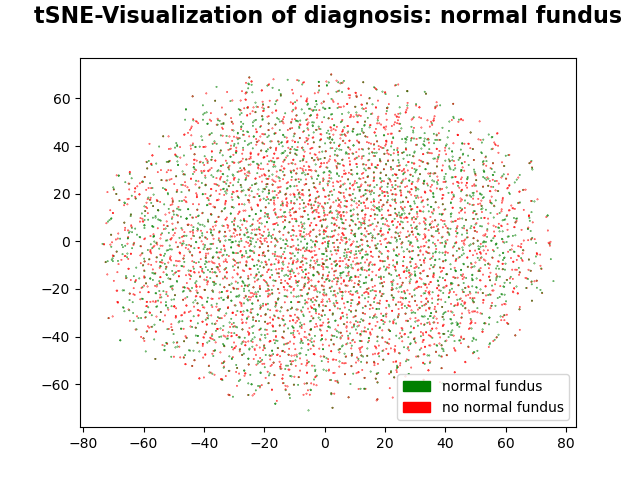 tSNE-Visualization of diagnosis: normal fundus
60
40
20
0
−20
−40
−60
−80 −60 −40 −20 0 20 40 60 80
normal fundus
no normal fundus